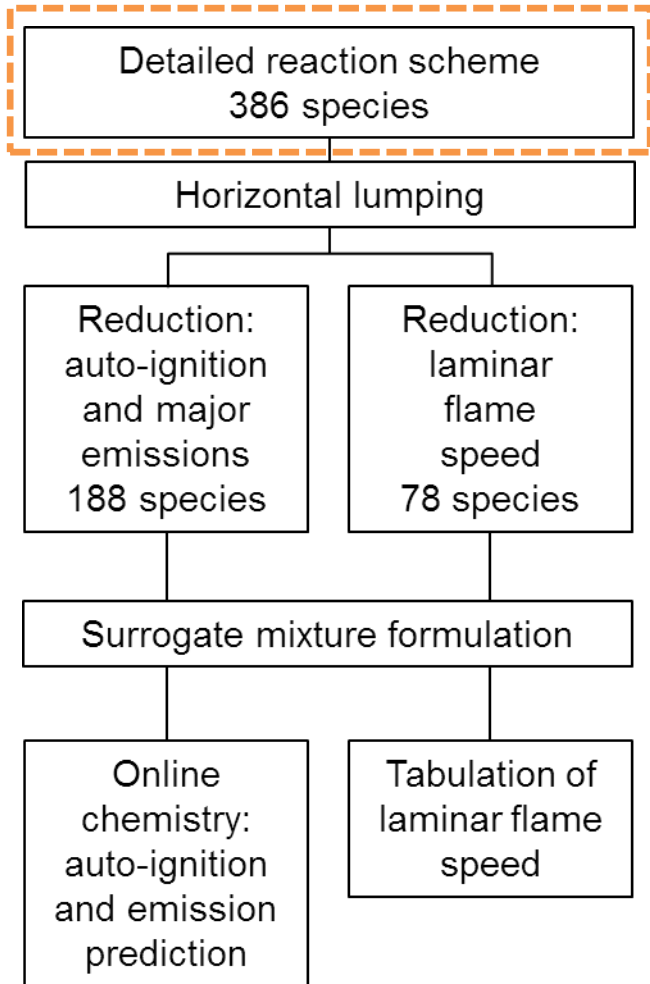 Detailed reaction scheme
386 species
Horizontal lumping
Reduction:
auto-ignition
and major
emissions
188 species
Reduction:
laminar
flame
speed
78 species
Surrogate mixture formulation
Online
chemistry:
auto-ignition
and emission
prediction
Tabulation of
laminar flame
speed